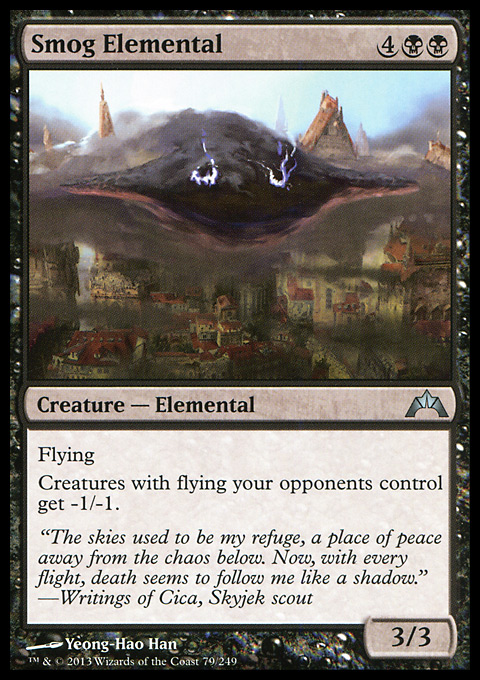 Smog Elemental 4
Creature — Elemental
Flying
Creatures with flying your opponents control
get -1/-1.
“The skies used to be my refuge, a place of peace
away from the chaos below. Now, with every
flight, death seems to follow me like a shadow.”
—Writings of Cica, Skyjek scout
3/3
Yeong-Hao Han
™ & © 2013 Wizards of the Coast 79/249